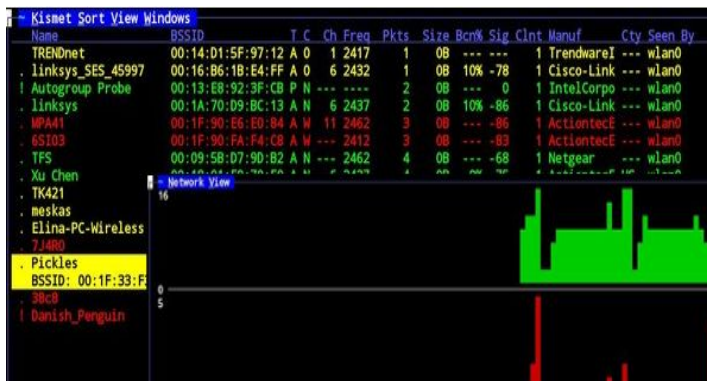 ~ Kismet Sort View Windows
Name BSSID T C Ch Freq Pkts Size Bcn% Sig Clnt Manuf Cty Seen By
TRENDnet 00:14:D1:5F:97:12 A O 1 2417 1 0B --- --- 1 TrendwareI --- wlan0
. linksys_SES_45997 00:16:B6:1B:E4:FF A O 6 2432 1 0B 10% -78 1 Cisco-Link --- wlan0
! Autogroup Probe 00:13:E8:92:3F:CB P N --- ---- 2 0B --- 0 1 IntelCorpo --- wlan0
. linksys 00:1A:70:D9:BC:13 A N 6 2437 2 0B 10% -86 1 Cisco-Link --- wlan0
. MPA41 00:1F:90:E6:E0:84 A W 11 2462 3 0B --- -86 1 ActiontecE --- wlan0
. 6SI03 00:1F:90:FA:F4:C8 A W --- 2412 3 0B --- -83 1 ActiontecE --- wlan0
. TFS 00:09:5B:D7:9D:B2 A N --- 2462 4 0B --- -68 1 Netgear --- wlan0
. Xu Chen
. TK421
. meskas
. Elina-PC-Wireless
. 7J4R0
. Pickles
BSSID: 00:1F:33:F
. 38c8
! Danish_Penguin
~ Network View
16
0
5